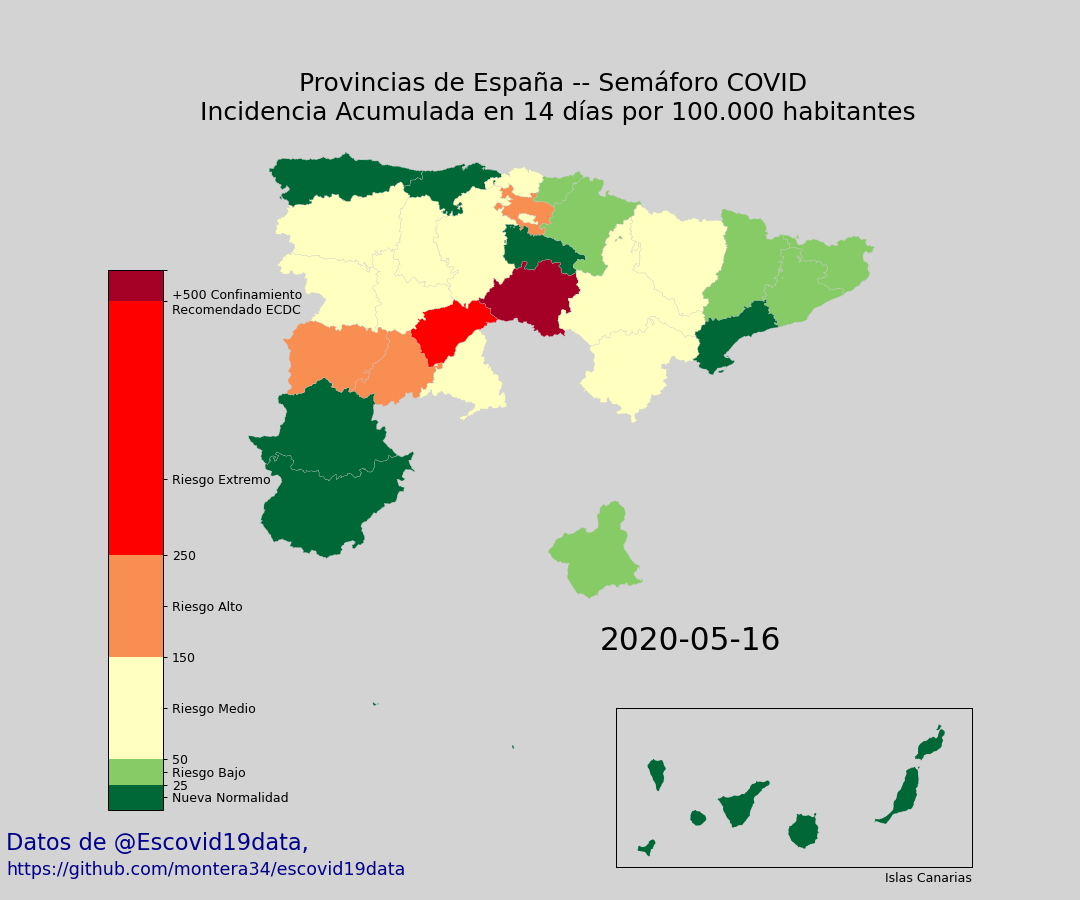 Provincias de España -- Semáforo COVID
Incidencia Acumulada en 14 días por 100.000 habitantes
+500 Confinamiento
Recomendado ECDC
Riesgo Extremo
250
Riesgo Alto
150
Riesgo Medio
50
Riesgo Bajo
25
Nueva Normalidad
2020-05-16
Islas Canarias
Datos de @Escovid19data,
https://github.com/montera34/escovid19data